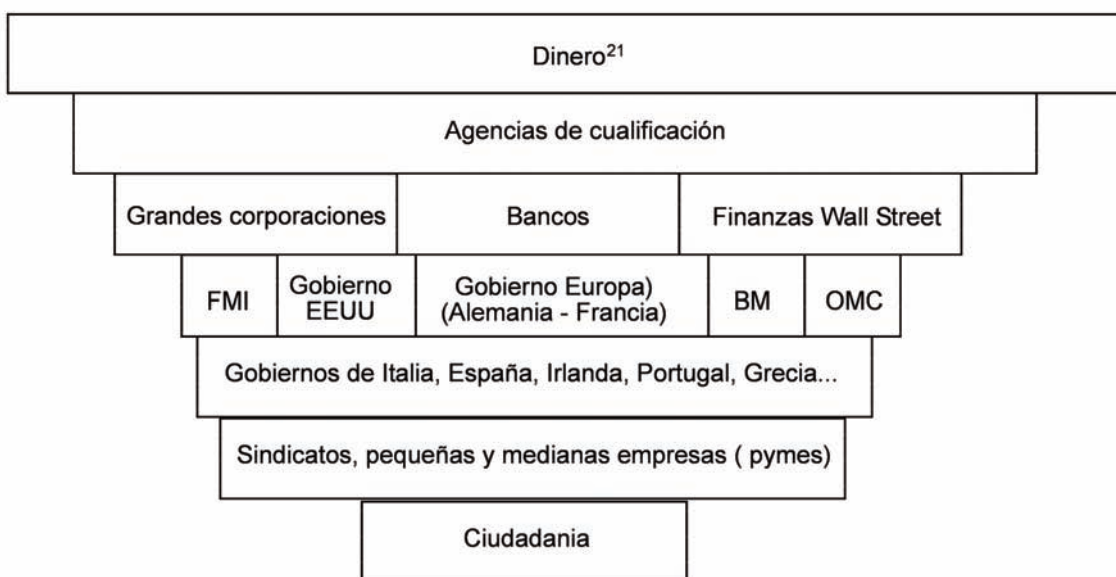 Dinero²¹
Agencias de cualificación
Grandes corporaciones
Bancos
Finanzas Wall Street
FMI
Gobierno
EEUU
Gobierno Europa)
(Alemania - Francia)
BM
OMC
Gobiernos de Italia, España, Irlanda, Portugal, Grecia...
Sindicatos, pequeñas y medianas empresas ( pymes)
Ciudadania